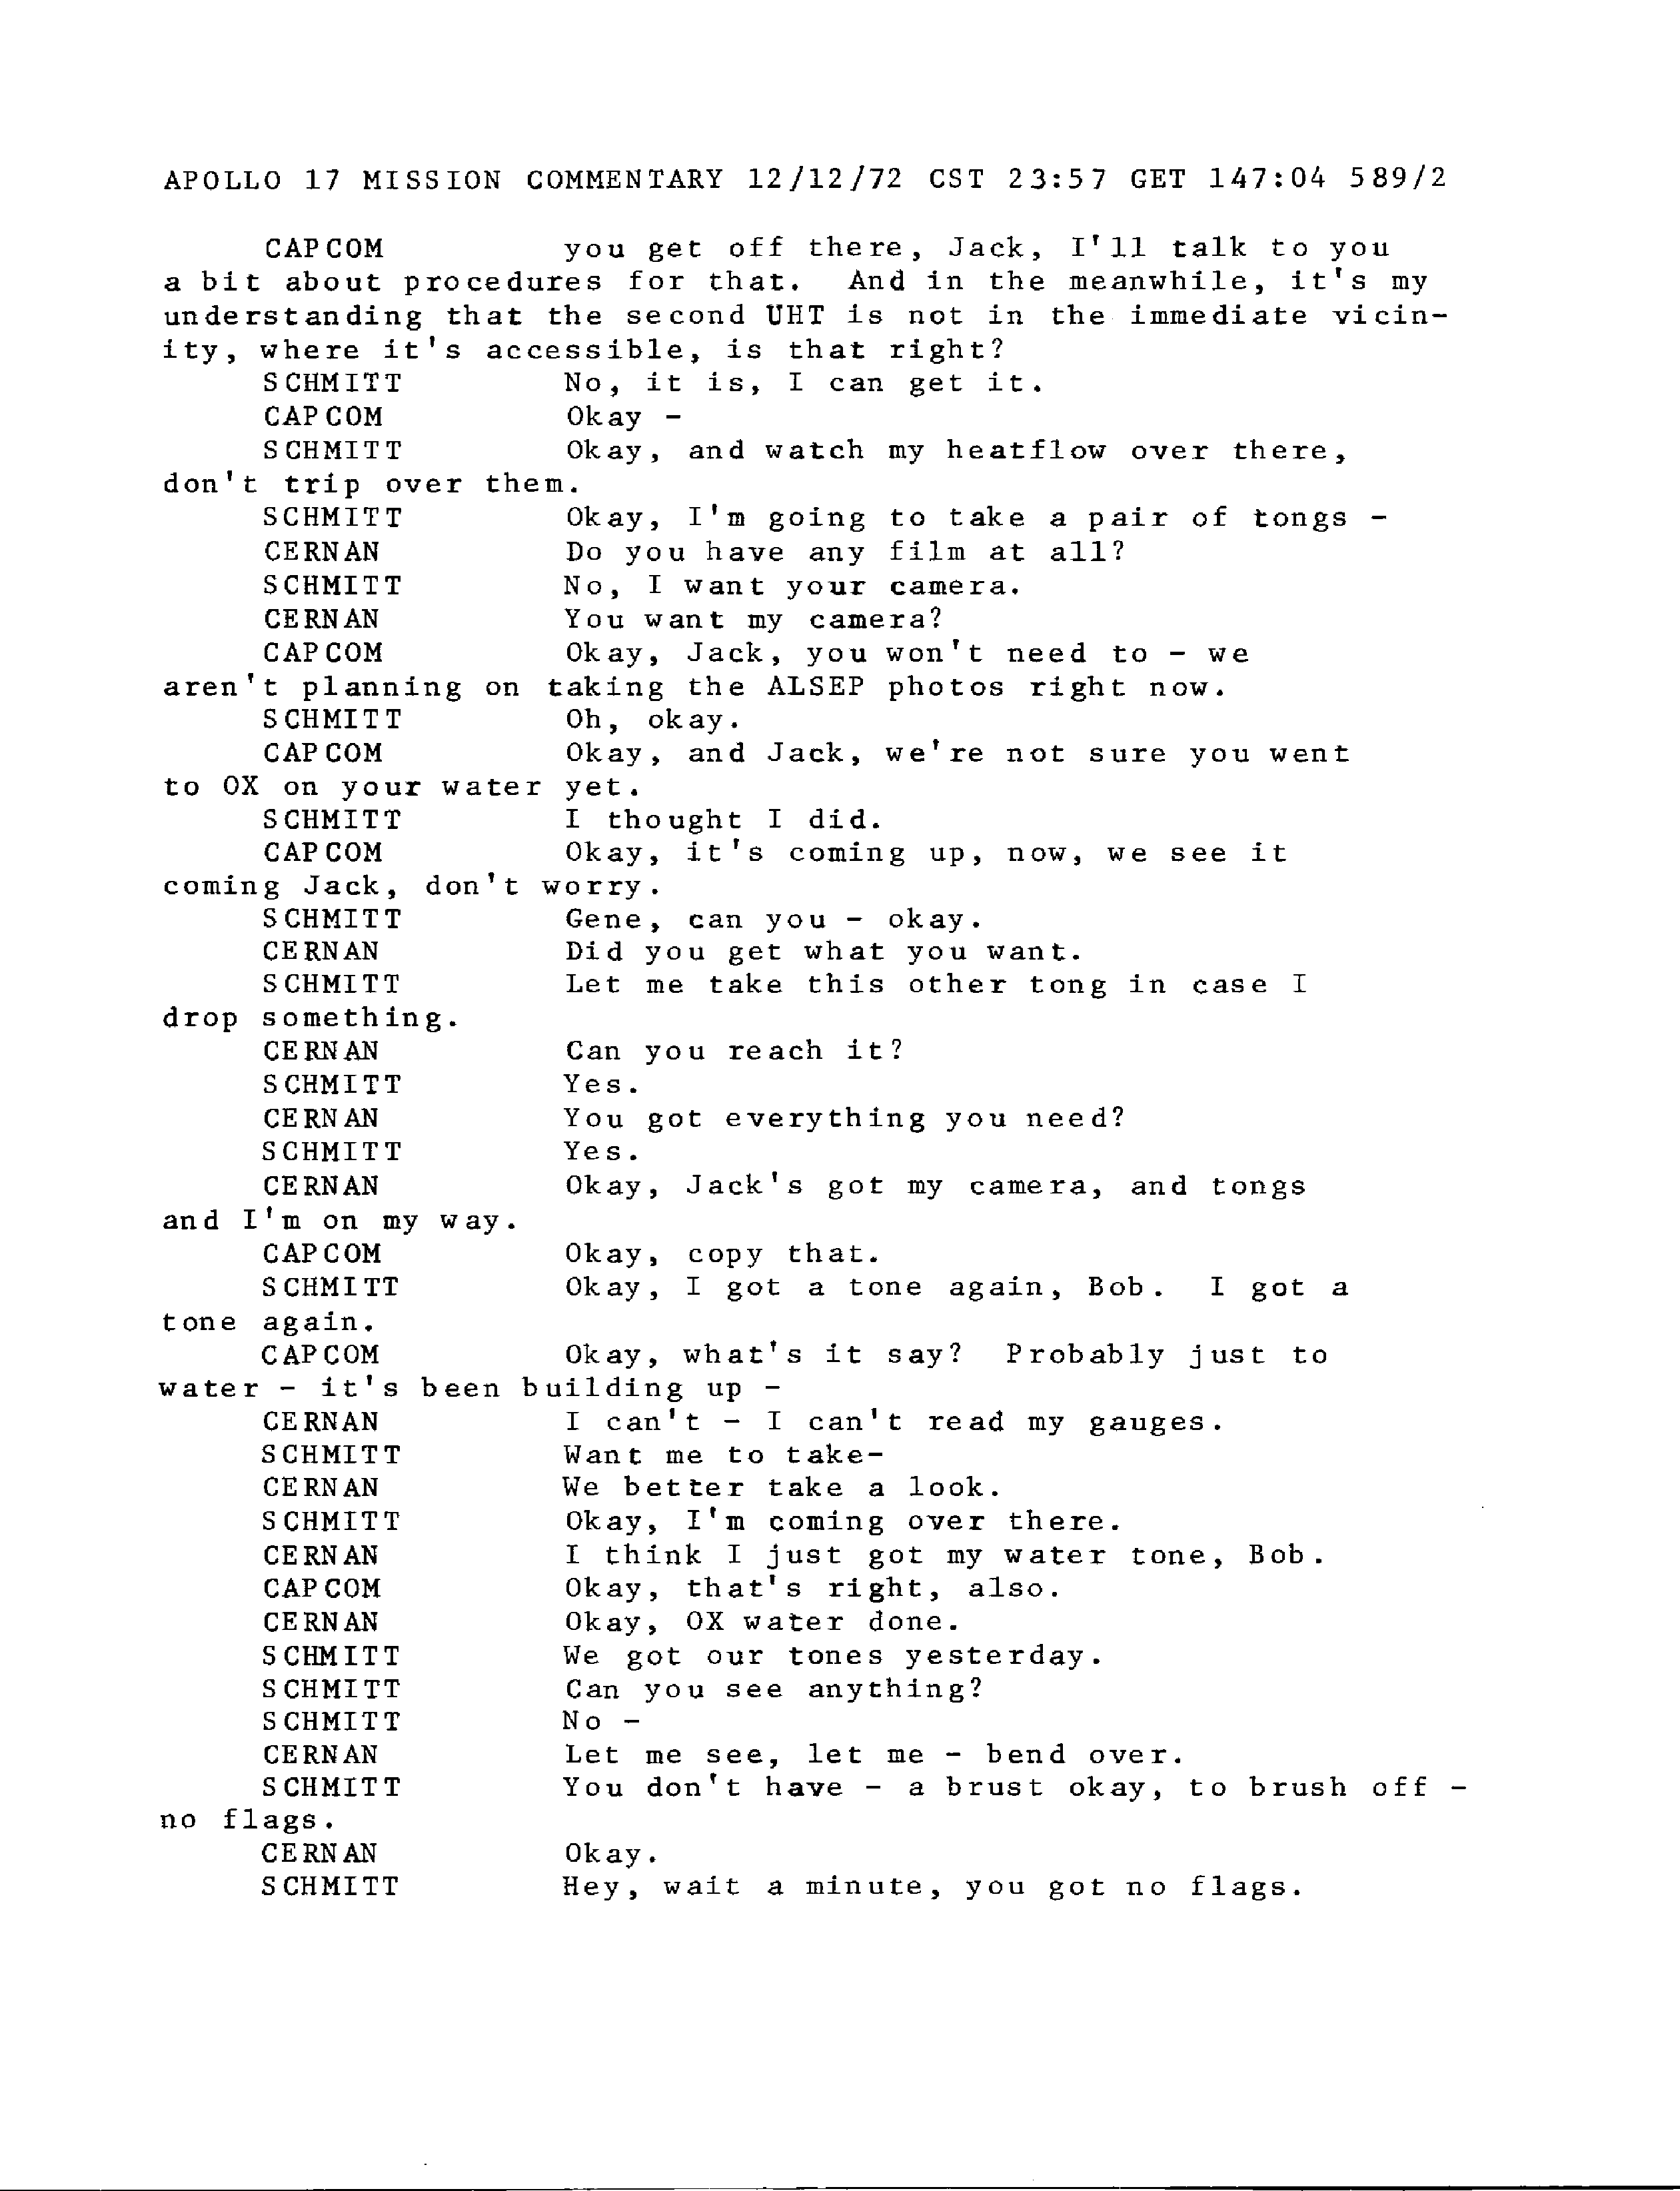 APOLLO 17 MISSION COMMENTARY 12/12/72 CST 23:57 GET 147:04 589/2
CAPCOM you get off there, Jack, I'll talk to you
a bit about procedures for that. And in the meanwhile, it's my
understanding that the second UHT is not in the immediate vicin-
ity, where it's accessible, is that right?
SCHMITT No, it is, I can get it.
CAPCOM Okay -
SCHMITT Okay, and watch my heatflow over there,
don't trip over them.
SCHMITT Okay, I'm going to take a pair of tongs -
CERNAN Do you have any film at all?
SCHMITT No, I want your camera.
CERNAN You want my camera?
CAPCOM Okay, Jack, you won't need to - we
aren't planning on taking the ALSEP photos right now.
SCHMITT Oh, okay.
CAPCOM Okay, and Jack, we're not sure you went
to OX on your water yet.
SCHMITT I thought I did.
CAPCOM Okay, it's coming up, now, we see it
coming Jack, don't worry.
SCHMITT Gene, can you - okay.
CERNAN Did you get what you want.
SCHMITT Let me take this other tong in case I
drop something.
CERNAN Can you reach it?
SCHMITT Yes.
CERNAN You got everything you need?
SCHMITT Yes.
CERNAN Okay, Jack's got my camera, and tongs
and I'm on my way.
CAPCOM Okay, copy that.
SCHMITT Okay, I got a tone again, Bob. I got a
tone again.
CAPCOM Okay, what's it say? Probably just to
water - it's been building up -
CERNAN I can't - I can't read my gauges.
SCHMITT Want me to take-
CERNAN We better take a look.
SCHMITT Okay, I'm coming over there.
CERNAN I think I just got my water tone, Bob.
CAPCOM Okay, that's right, also.
CERNAN Okay, OX water done.
SCHMITT We got our tones yesterday.
SCHMITT Can you see anything?
SCHMITT No -
CERNAN Let me see, let me - bend over.
SCHMITT You don't have - a brust okay, to brush off -
no flags.
CERNAN Okay.
SCHMITT Hey, wait a minute, you got no flags.